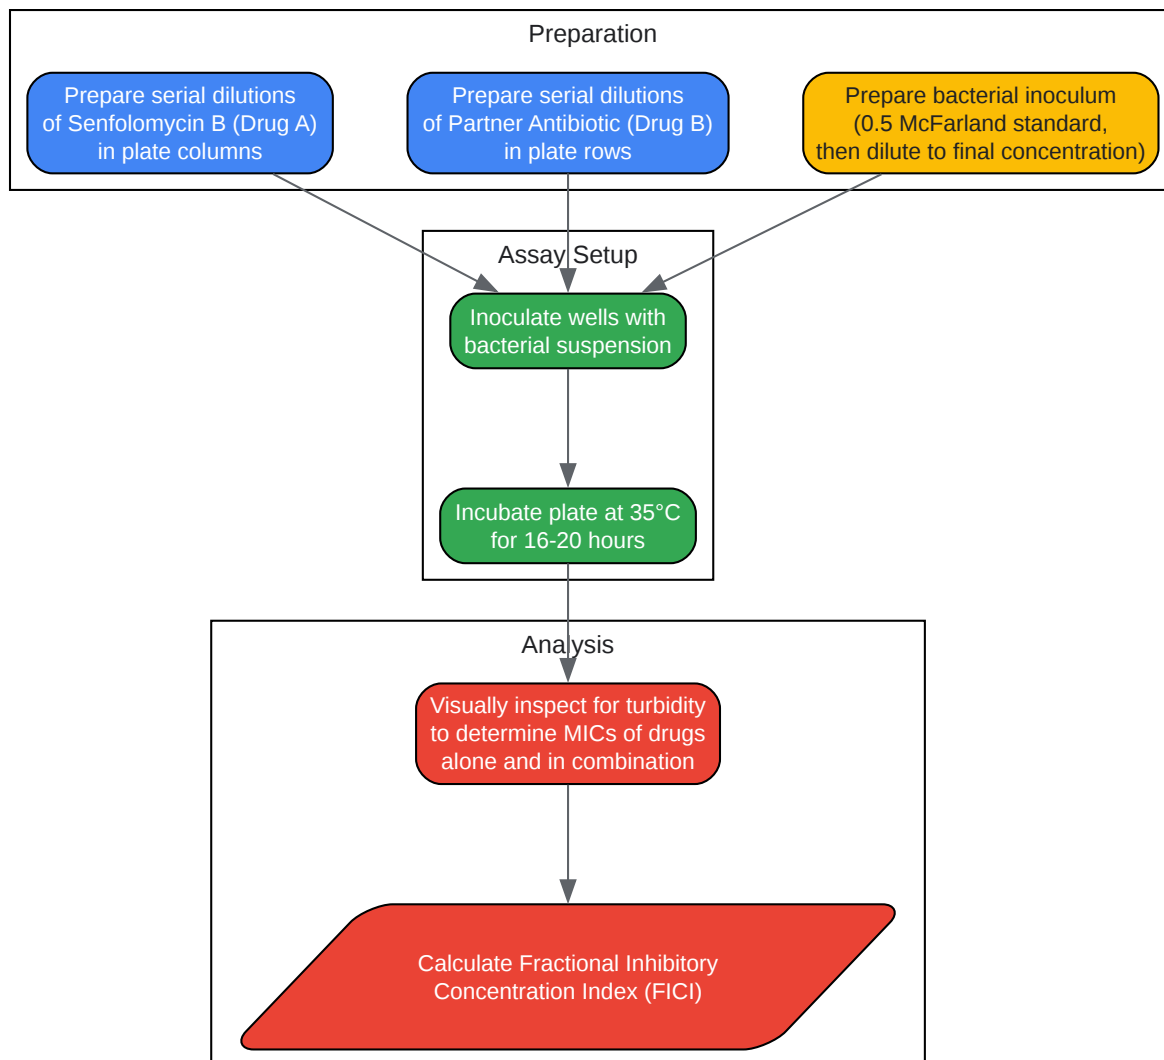 Preparation
Prepare serial dilutions
of Senfolomycin B (Drug A)
in plate columns
Prepare serial dilutions
of Partner Antibiotic (Drug B)
in plate rows
Prepare bacterial inoculum
(0.5 McFarland standard,
then dilute to final concentration)
Assay Setup
Inoculate wells with
bacterial suspension
Incubate plate at 35°C
for 16-20 hours
Analysis
Visually inspect for turbidity
to determine MICs of drugs
alone and in combination
Calculate Fractional Inhibitory
Concentration Index (FICI)